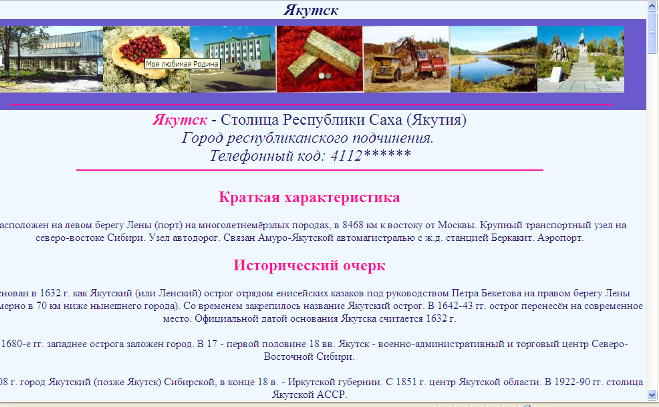 Якутск
Моя любимая Родина
Якутск - Столица Республики Саха (Якутия)
Город республиканского подчинения.
Телефонный код: 4112******
Краткая характеристика
асположен на левом берегу Лены (порт) на многолетнемёрзлых породах, в 8468 км к востоку от Москвы. Крупный транспортный узел на
северо-востоке Сибири. Узел автодорог. Связан Амуро-Якутской автомагистралью с ж.д. станцией Беркакит. Аэропорт.
Исторический очерк
снован в 1632 г. как Якутский (или Ленский) острог отрядом енисейских казаков под руководством Петра Бекетова на правом берегу Лены
мерно в 70 км ниже нынешнего города). Со временем закрепилось название Якутский острог. В 1642-43 гг. острог перенесён на современное
место. Официальной датой основания Якутска считается 1632 г.
1680-е гг. западнее острога заложен город. В 17 - первой половине 18 вв. Якутск - военно-административный и торговый центр Северо-
Восточной Сибири.
08 г. город Якутский (позже Якутск) Сибирской, в конце 18 в. - Иркутской губернии. С 1851 г. центр Якутской области. В 1922-90 гг. столица
Якутской АССР.